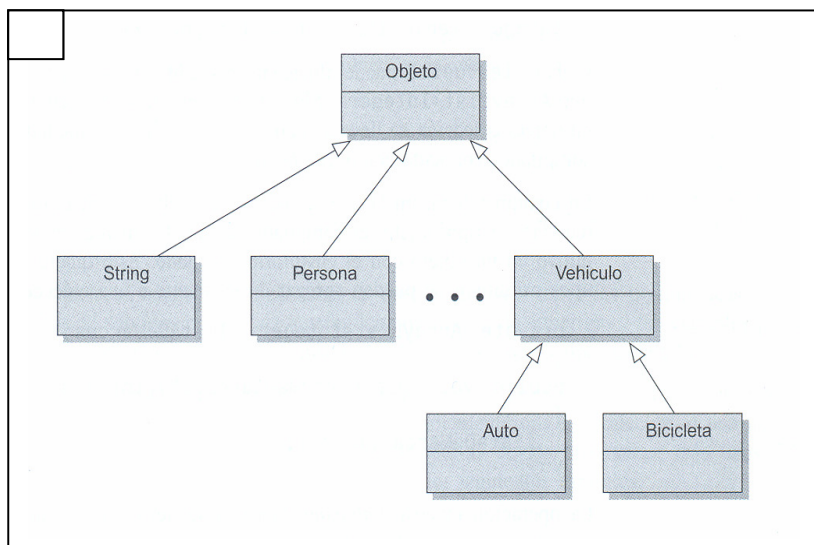 Objeto
String
Persona
Vehiculo
Auto
Bicicleta